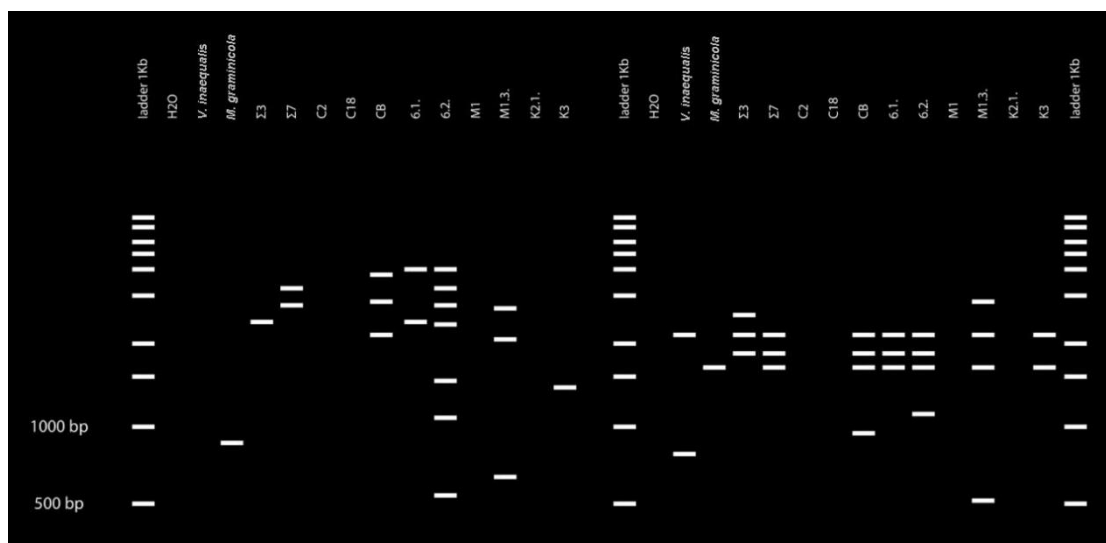 ladder 1Kb
H2O
V. inaequalis
M. graminicola
Σ3
Σ7
C2
C18
CB
6.1.
6.2.
M1
M1.3.
K2.1.
K3
ladder 1Kb
H2O
V. inaequalis
M. graminicola
Σ3
Σ7
C2
C18
CB
6.1.
6.2.
M1
M1.3.
K2.1.
K3
ladder 1Kb
1000 bp
500 bp